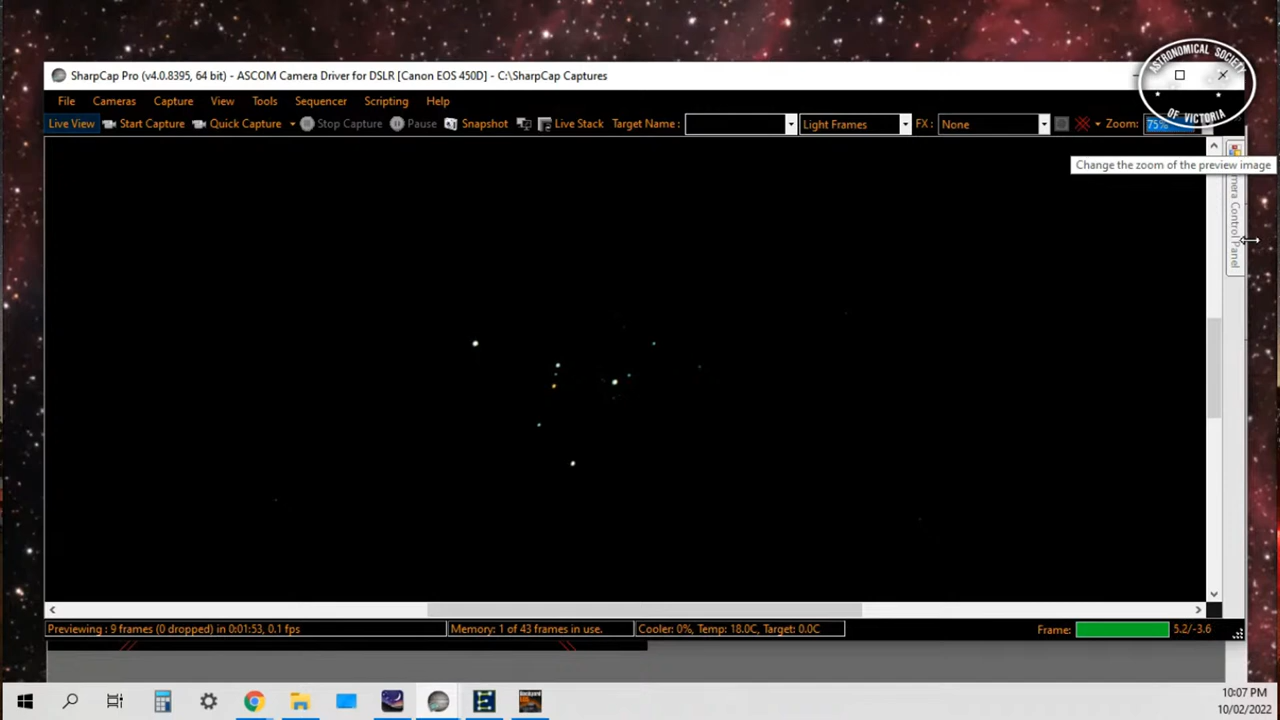 SharpCap Pro (v4.0.8395, 64 bit) - ASCOM Camera Driver for DSLR [Canon EOS 450D] - C:\SharpCap Captures
ASTRONOMICAL SOCIETY
OF VICTORIA
File Cameras Capture View Tools Sequencer Scripting Help
Live View Start Capture Quick Capture Stop Capture Pause Snapshot Live Stack Target Name : Light Frames FX : None Zoom: 75%
Change the zoom of the preview image
Control Panel
Previewing : 9 frames (0 dropped) in 0:01:53, 0.1 fps Memory: 1 of 43 frames in use. Cooler: 0%, Temp: 18.0C, Target: 0.0C Frame: 5.2/-3.6
10:07 PM
10/02/2022